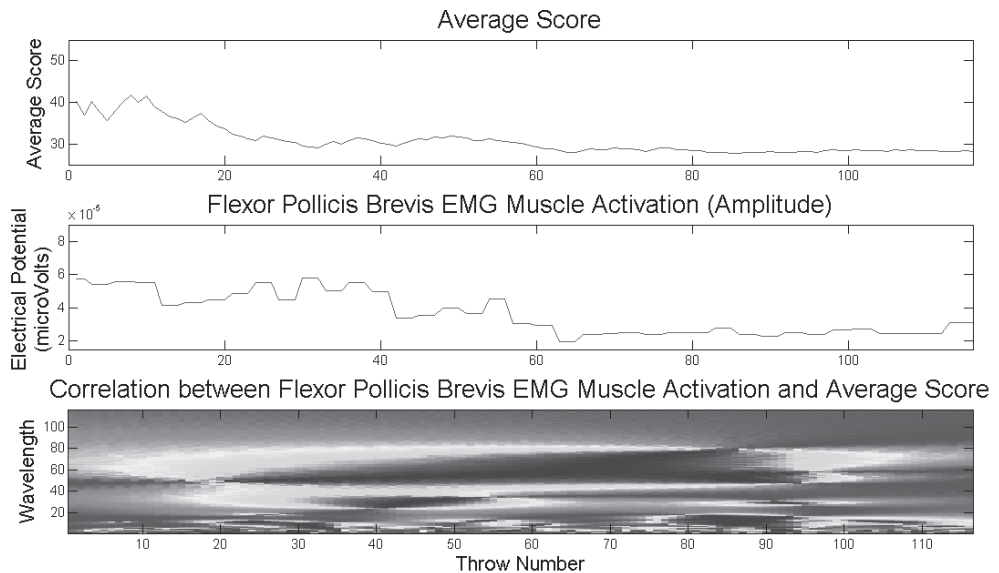 Average Score
Average Score
50
40
30
0 20 40 60 80 100
Flexor Pollicis Brevis EMG Muscle Activation (Amplitude)
x 10⁻⁵
Electrical Potential
(microVolts)
8
6
4
2
0 20 40 60 80 100
Correlation between Flexor Pollicis Brevis EMG Muscle Activation and Average Score
Wavelength
100
80
60
40
20
10 20 30 40 50 60 70 80 90 100 110
Throw Number